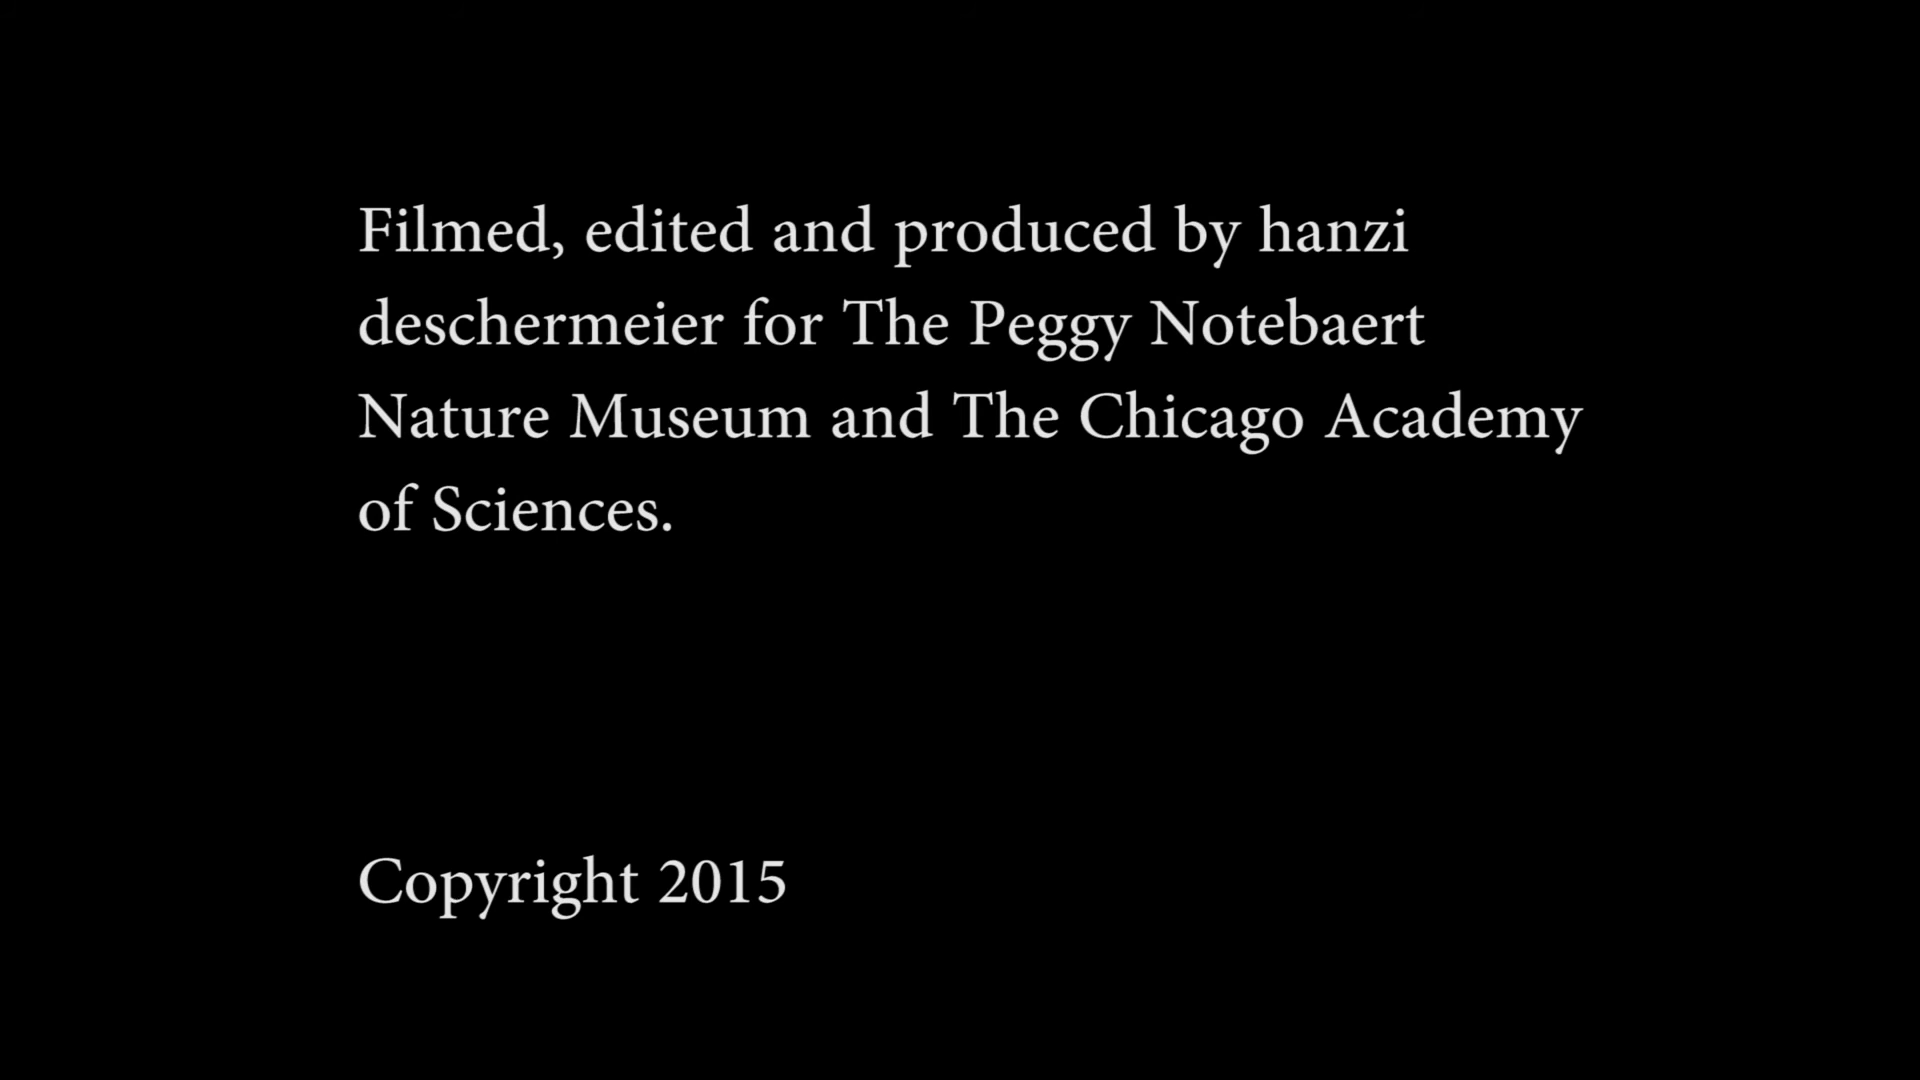 Filmed, edited and produced by hanzi
deschermeier for The Peggy Notebaert
Nature Museum and The Chicago Academy
of Sciences.
Copyright 2015